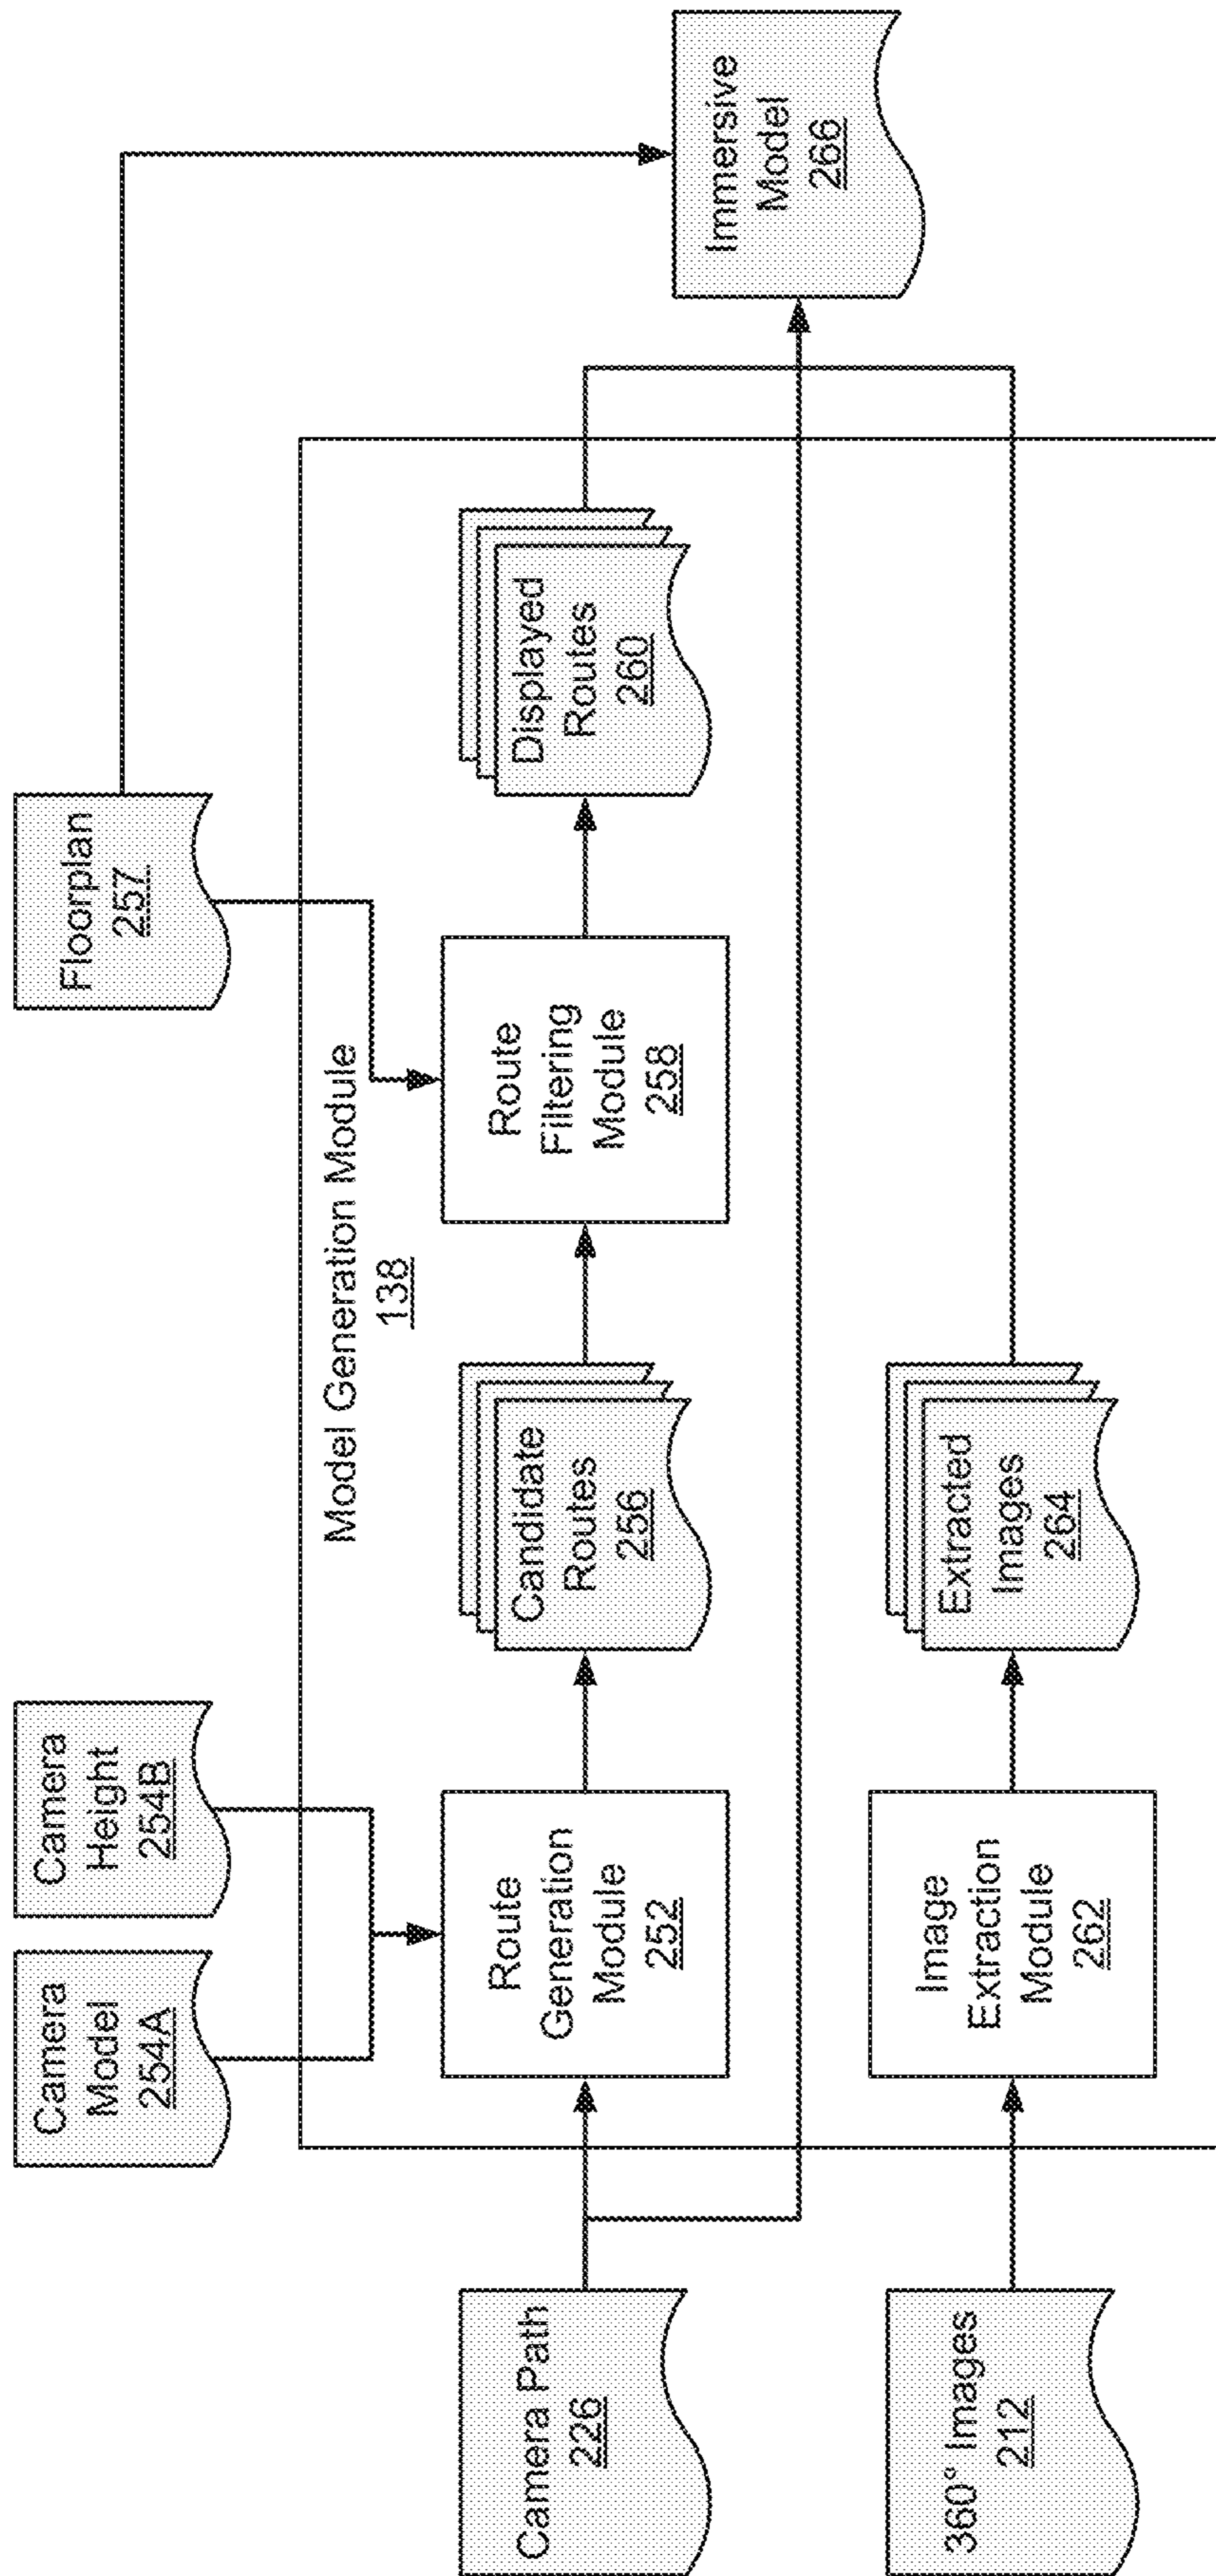 Camera
Model
254A
Camera
Height
254B
Floorplan
257
Model Generation Module
138
Camera Path
226
Route
Generation
Module
252
Candidate
Routes
256
Route
Filtering
Module
258
Displayed
Routes
260
Immersive
Model
266
360° Images
212
Image
Extraction
Module
262
Extracted
Images
264